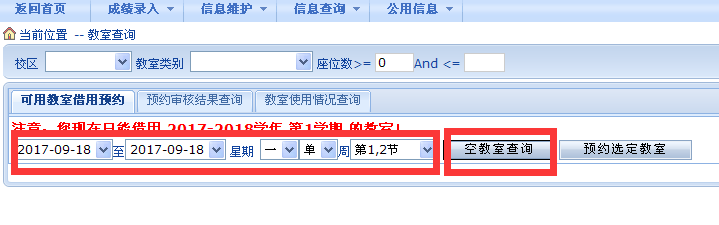 返回首页 成绩录入 信息维护 信息查询 公用信息
当前位置 -- 教室查询
校区 教室类别 座位数>= 0 And <=
可用教室借用预约 预约审核结果查询 教室使用情况查询
注意：您现在只能借用 2017-2018学年 第1学期 的教室！
2017-09-18 至 2017-09-18 星期 一 单 周 第1,2节 空教室查询 预约选定教室